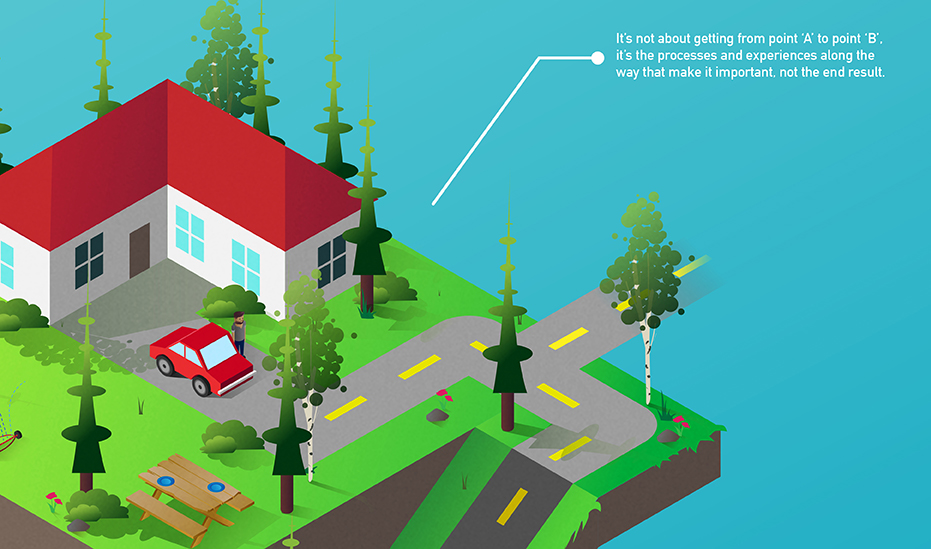 It's not about getting from point ‘A’ to point ‘B’,
it's the processes and experiences along the
way that make it important, not the end result.